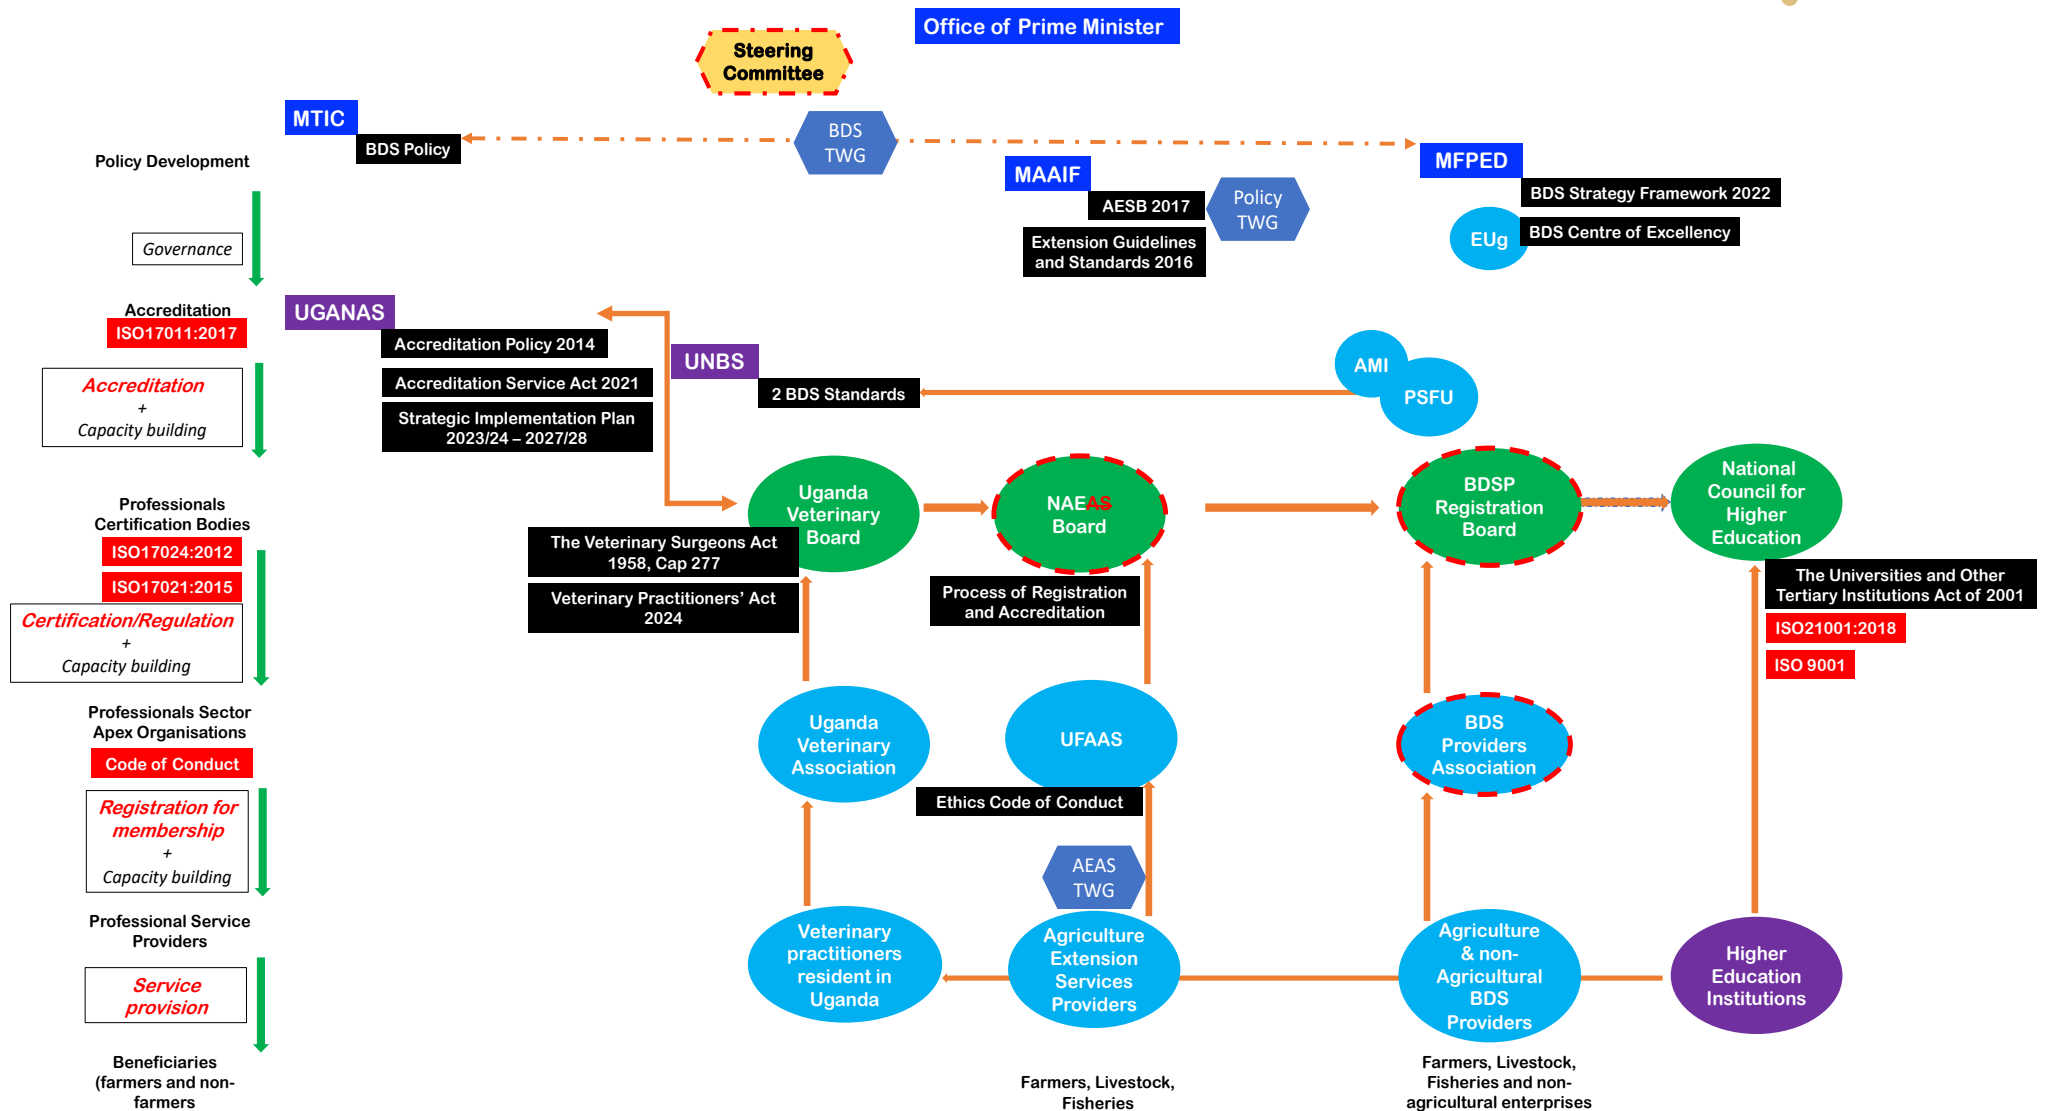 Office of Prime Minister
Steering
Committee
MTIC
BDS Policy
BDS
TWG
Policy Development
MAAIF
AESB 2017
Extension Guidelines
and Standards 2016
Policy
TWG
MFPED
BDS Strategy Framework 2022
EUg
BDS Centre of Excellency
Governance
Accreditation
ISO17011:2017
UGANAS
Accreditation Policy 2014
Accreditation Service Act 2021
Strategic Implementation Plan
2023/24 – 2027/28
UNBS
2 BDS Standards
AMI
PSFU
Accreditation
+
Capacity building
Professionals
Certification Bodies
ISO17024:2012
ISO17021:2015
Certification/Regulation
+
Capacity building
Uganda
Veterinary
Board
The Veterinary Surgeons Act
1958, Cap 277
Veterinary Practitioners’ Act
2024
NAEAS
Board
Process of Registration
and Accreditation
BDSP
Registration
Board
National
Council for
Higher
Education
The Universities and Other
Tertiary Institutions Act of 2001
ISO21001:2018
ISO 9001
Professionals Sector
Apex Organisations
Code of Conduct
Registration for
membership
+
Capacity building
Uganda
Veterinary
Association
UFAAS
Ethics Code of Conduct
BDS
Providers
Association
AEAS
TWG
Professional Service
Providers
Service
provision
Veterinary
practitioners
resident in
Uganda
Agriculture
Extension
Services
Providers
Agriculture
& non-
Agricultural
BDS
Providers
Higher
Education
Institutions
Beneficiaries
(farmers and non-
farmers
Farmers, Livestock,
Fisheries
Farmers, Livestock,
Fisheries and non-
agricultural enterprises